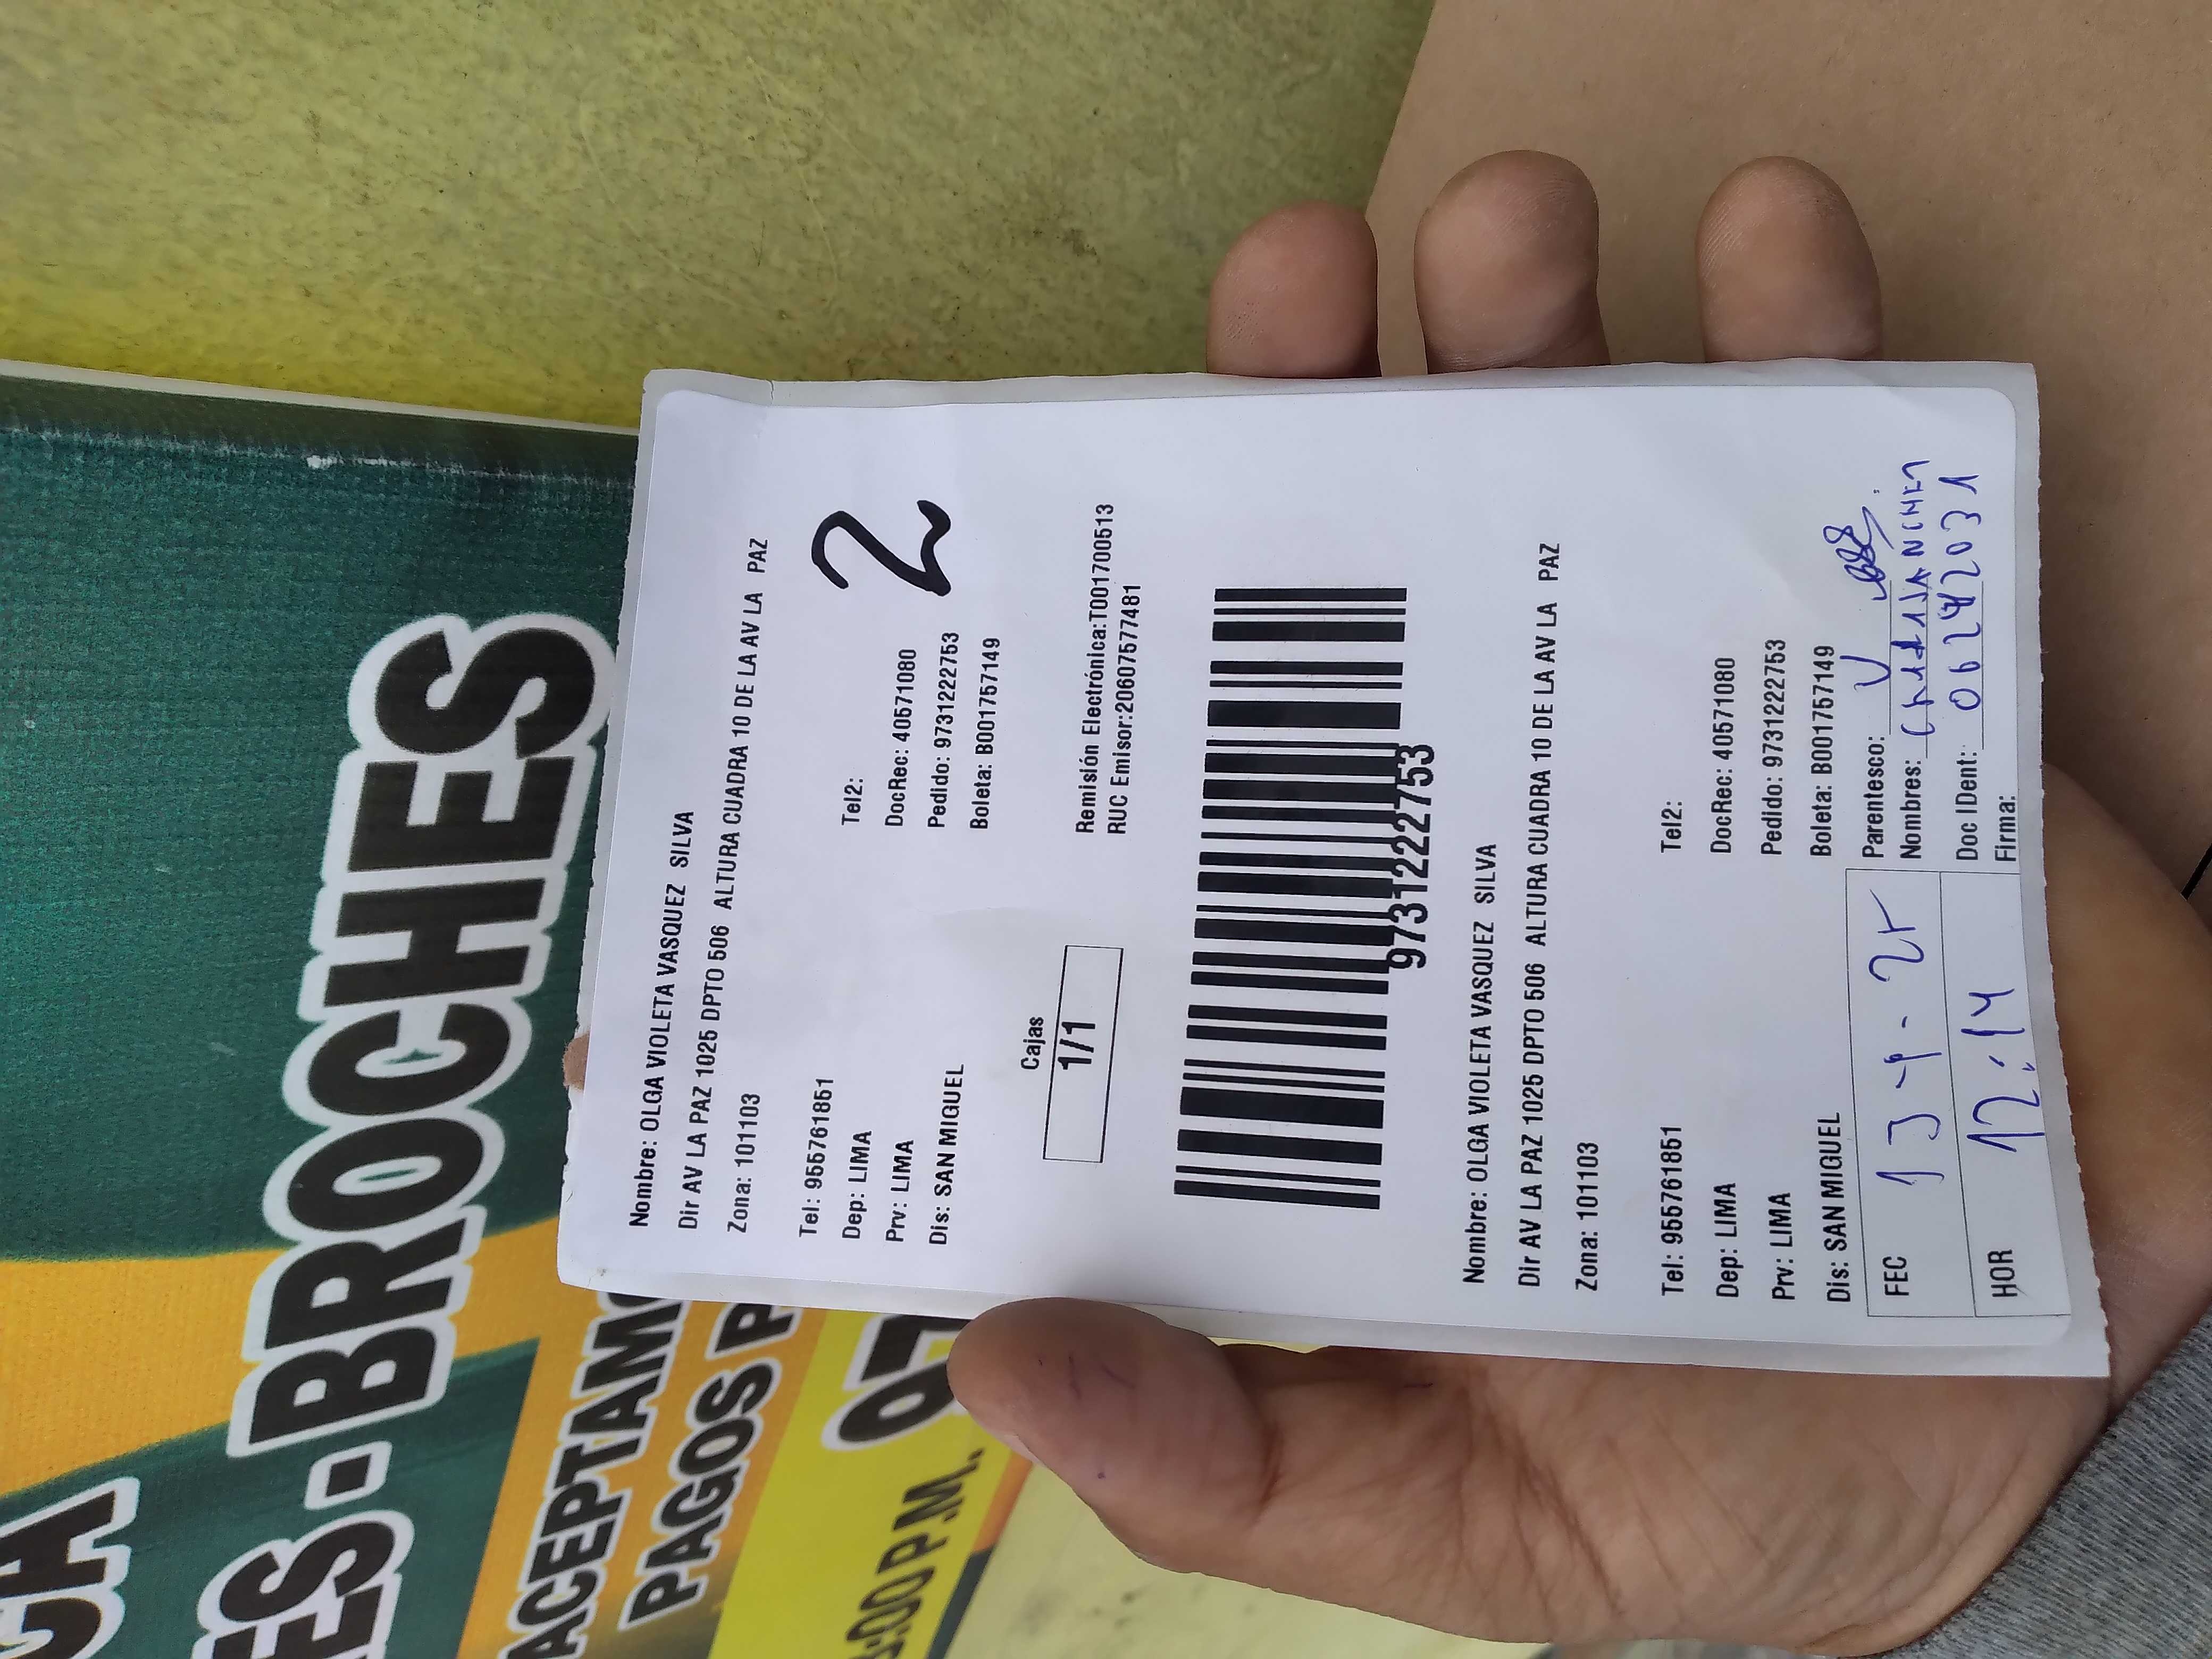 Nombre: OLGA VIOLETA VASQUEZ SILVA
Dir AV LA PAZ 1025 DPTO 506 ALTURA CUADRA 10 DE LA AV LA PAZ
Zona: 101103
Tel: 955761851 Tel2:
Dep: LIMA DocRec: 40571080
Prv: LIMA Pedido: 9731222753
Dis: SAN MIGUEL Boleta: B001757149
2
Cajas
1/1
Remisión Electrónica:T001700513
RUC Emisor:20607577481
9731222753
Nombre: OLGA VIOLETA VASQUEZ SILVA
Dir AV LA PAZ 1025 DPTO 506 ALTURA CUADRA 10 DE LA AV LA PAZ
Zona: 101103
Tel: 955761851 Tel2:
Dep: LIMA DocRec: 40571080
Prv: LIMA Pedido: 9731222753
Dis: SAN MIGUEL Boleta: B001757149
FEC
HOR 12:14
Parentesco:
Nombres:
Doc IDent:
Firma:
BROCHES
PAGOS
:00 P.M.